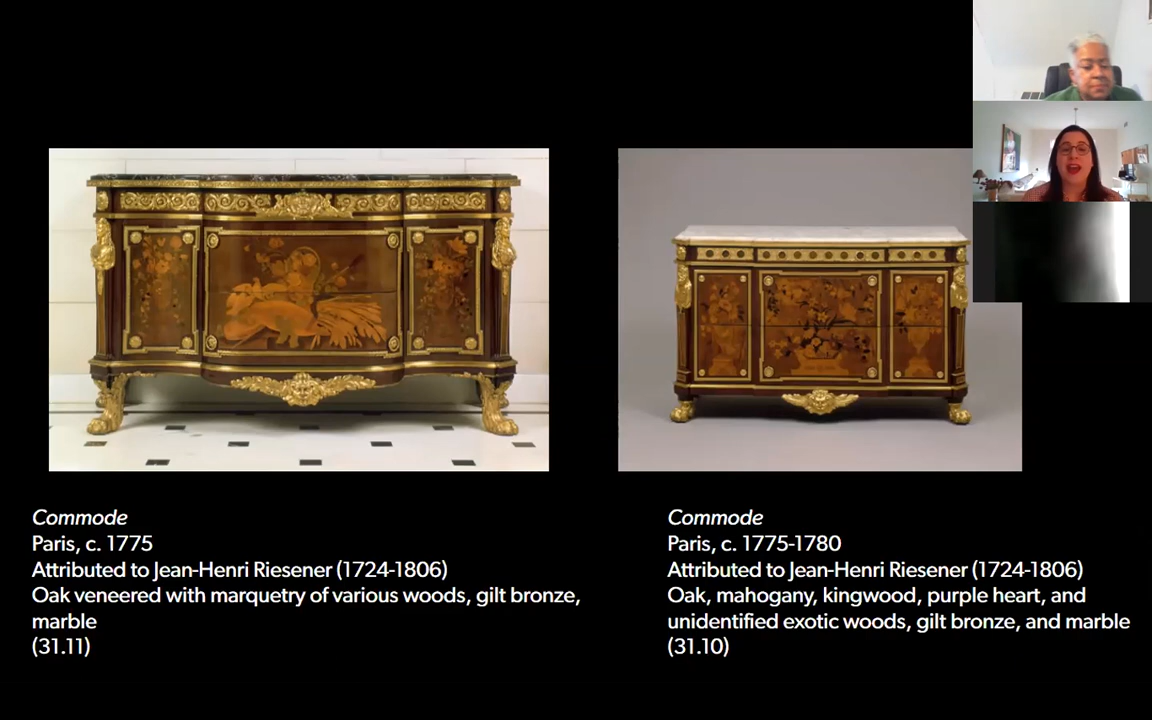 Commode
Paris, c. 1775
Attributed to Jean-Henri Riesener (1724-1806)
Oak veneered with marquetry of various woods, gilt bronze,
marble
(31.11)
Commode
Paris, c. 1775-1780
Attributed to Jean-Henri Riesener (1724-1806)
Oak, mahogany, kingwood, purple heart, and
unidentified exotic woods, gilt bronze, and marble
(31.10)